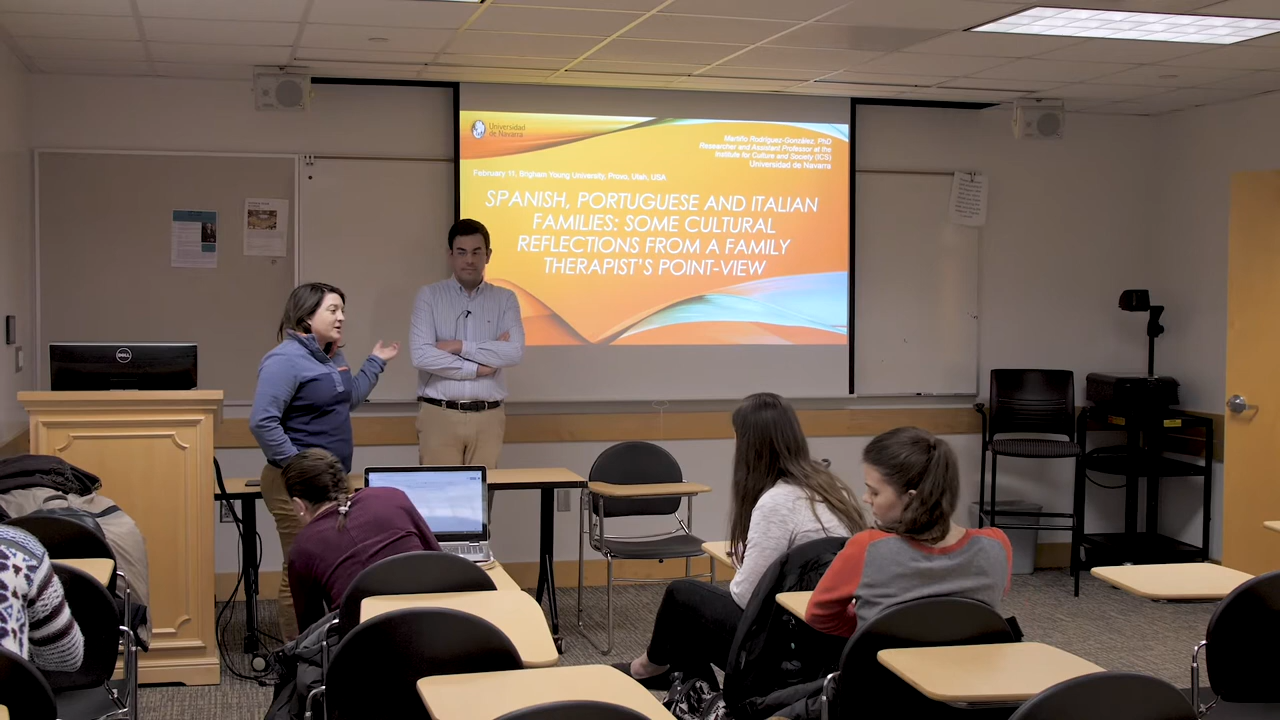 Universidad
de Navarra
Martiño Rodríguez-González, PhD
Researcher and Assistant Professor at the
Institute for Culture and Society (ICS)
Universidad de Navarra
February 11, Brigham Young University, Provo, Utah, USA
SPANISH, PORTUGUESE AND ITALIAN
FAMILIES: SOME CULTURAL
REFLECTIONS FROM A FAMILY
THERAPIST'S POINT-VIEW
DELL